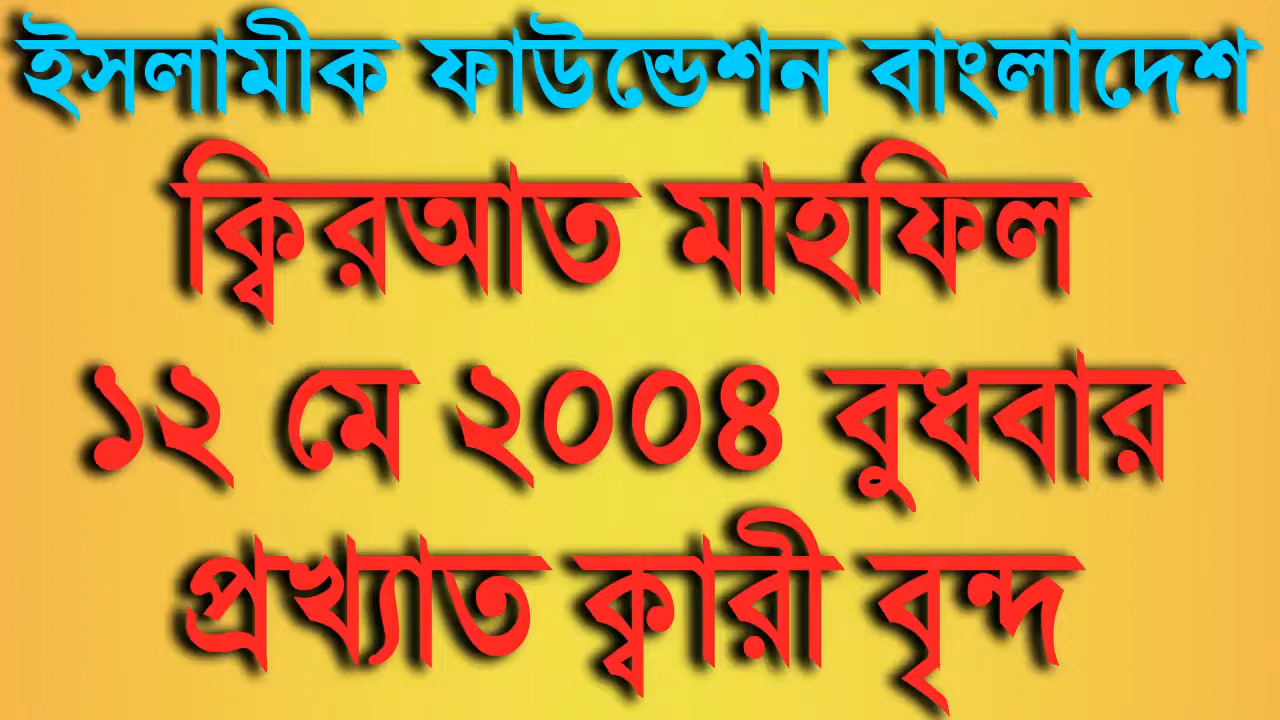 ইসলামীক ফাউন্ডেশন বাংলাদেশ
ক্বিরআত মাহফিল
১২ মে ২০০৪ বুধবার
প্রখ্যাত ক্বারী বৃন্দ